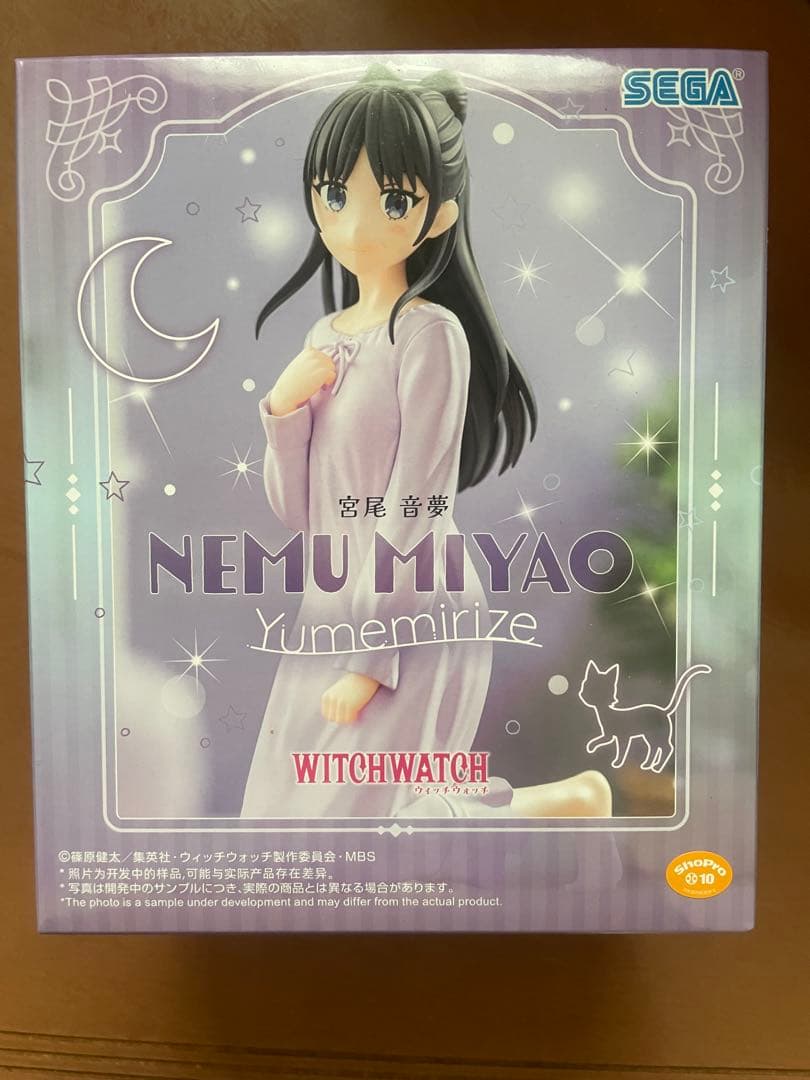 SEGA®
宮尾 音夢
NEMU MIYAO
Yumemirize
WITCH WATCH
ウィッチウォッチ
©篠原健太／集英社・ウィッチウォッチ製作委員会・MBS
* 照片为开发中的样品,可能与实际产品存在差异。
* 写真は開発中のサンプルにつき、実際の商品とは異なる場合があります。
*The photo is a sample under development and may differ from the actual product.
ShoPro
10